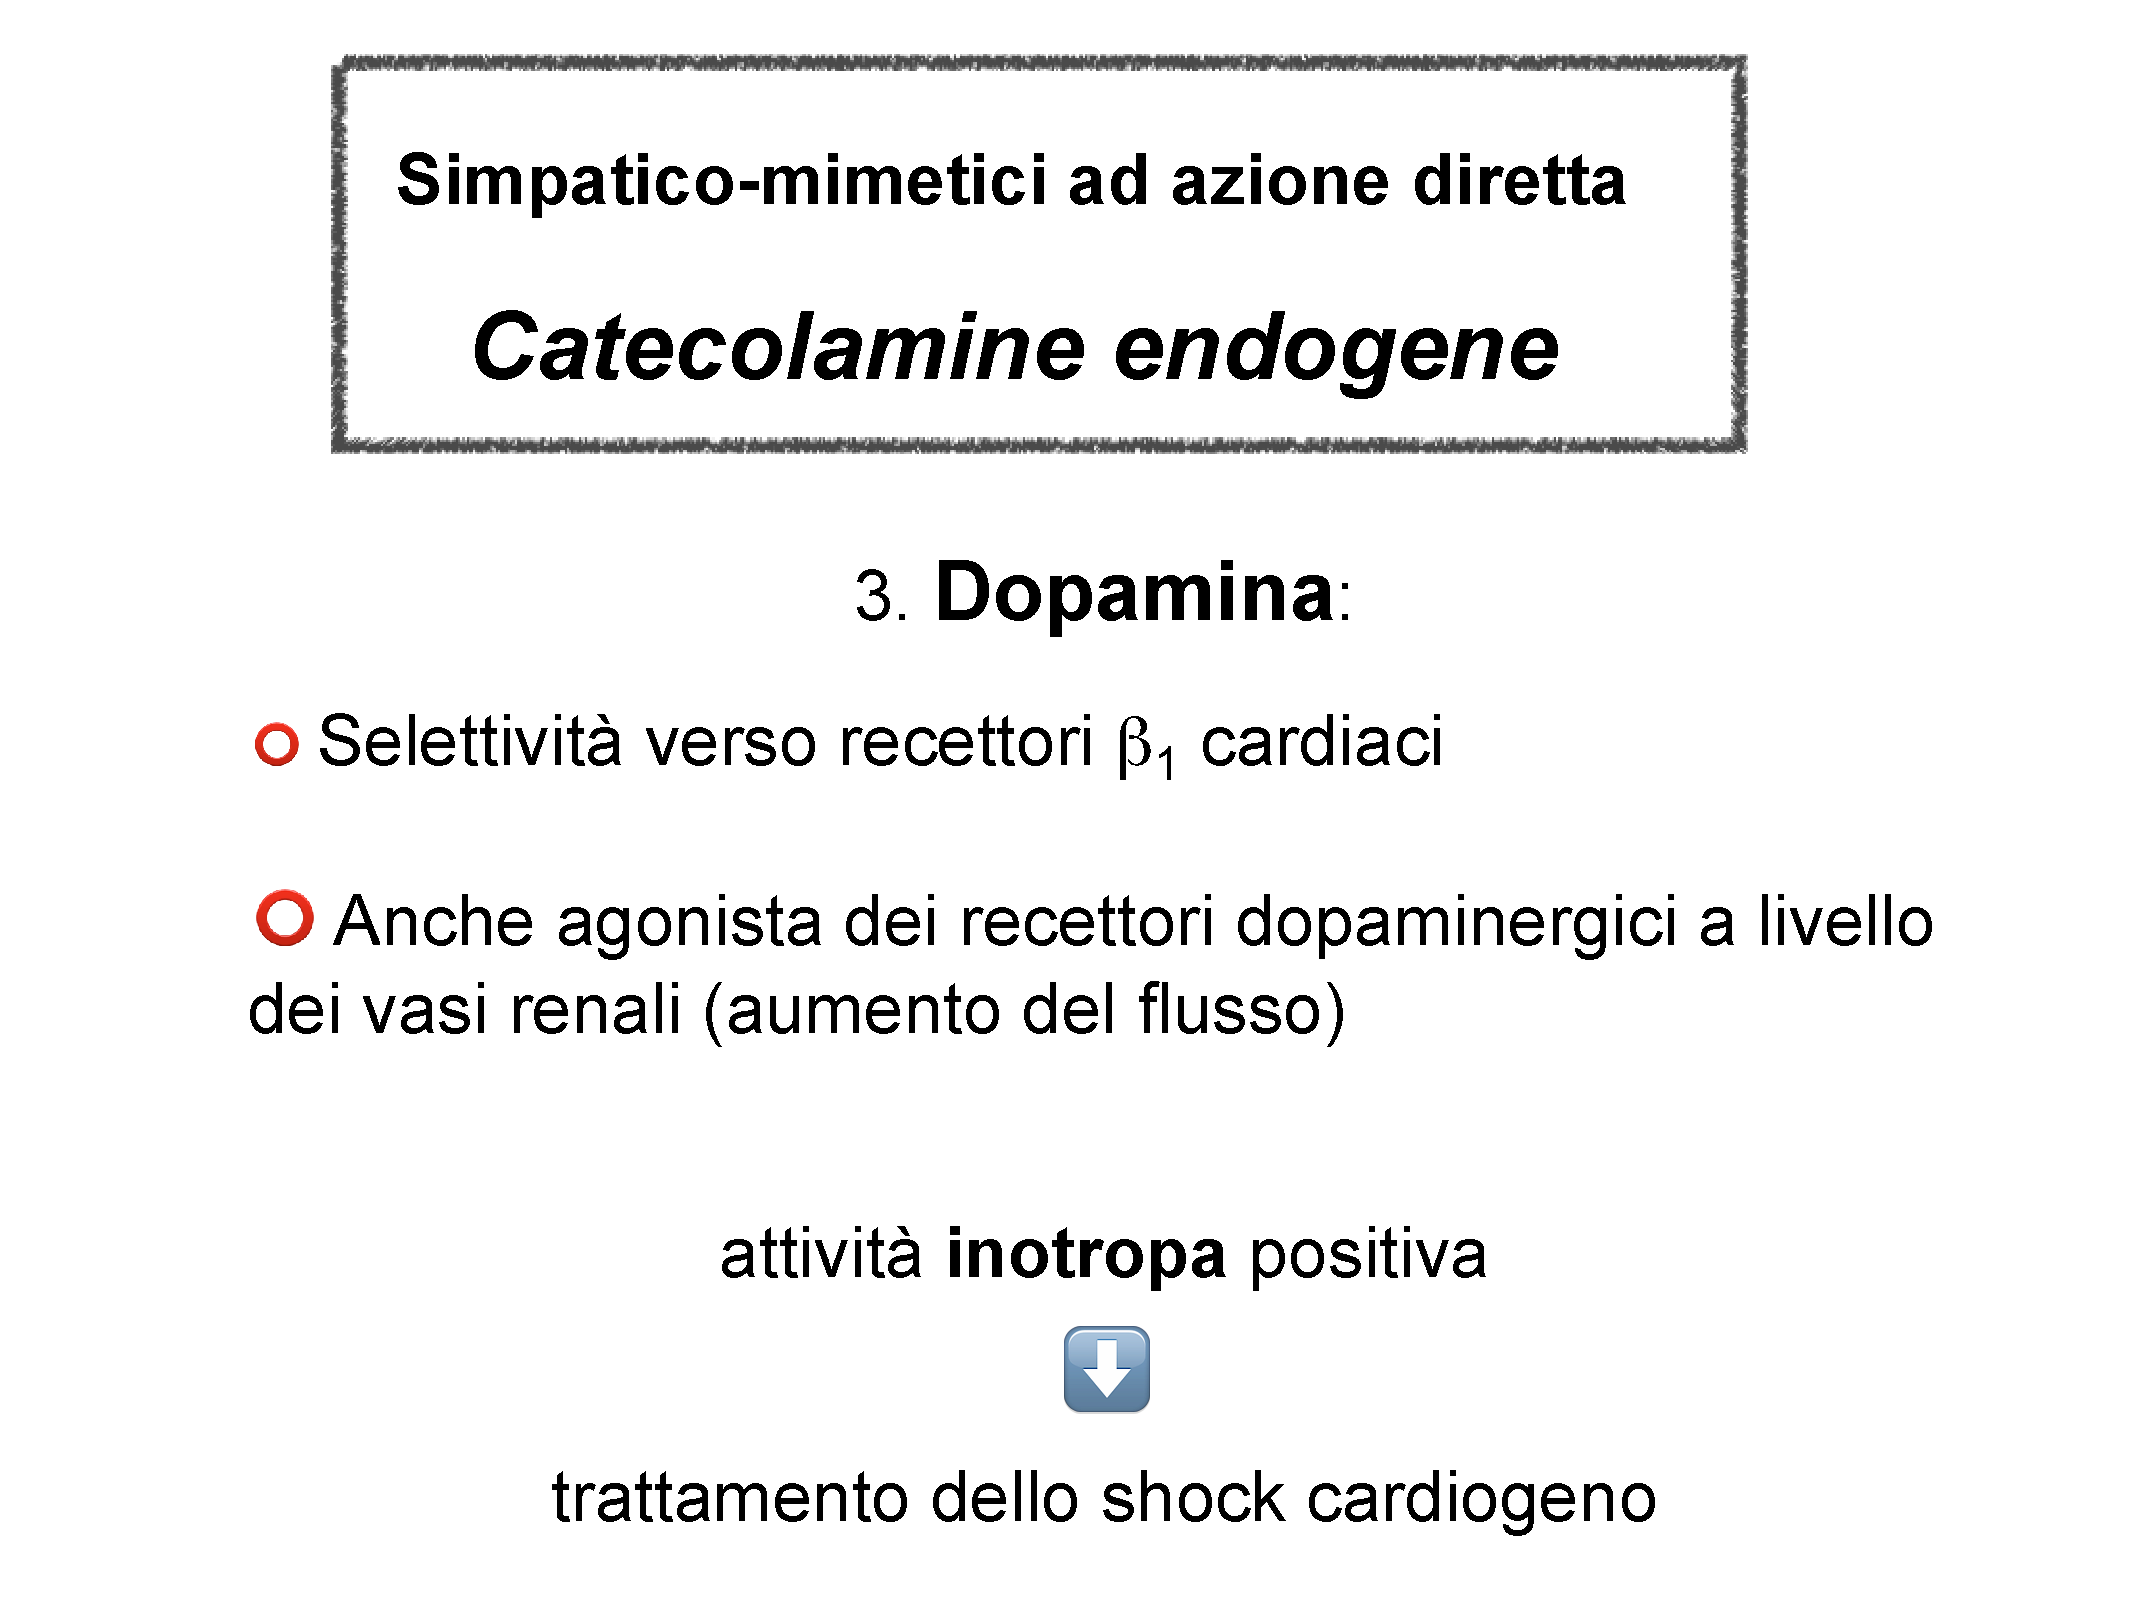 Simpatico-mimetici ad azione diretta
Catecolamine endogene
3. Dopamina:
⭕ Selettività verso recettori β₁ cardiaci
⭕ Anche agonista dei recettori dopaminergici a livello
dei vasi renali (aumento del flusso)
attività inotropa positiva
⬇️
trattamento dello shock cardiogeno